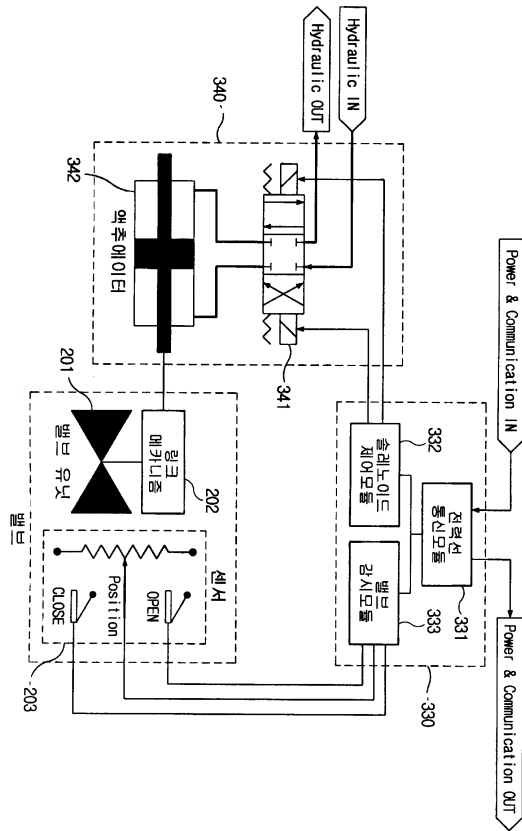 Power & Communication IN
Power & Communication OUT
전력선
통신모듈
331
솔레노이드
제어모듈
332
밸브
감시모듈
333
330
Hydraulic IN
Hydraulic OUT
340
341
342
액추에이터
링크
메카니즘
202
201
밸브 유닛
밸브
센서
OPEN
Position
CLOSE
203